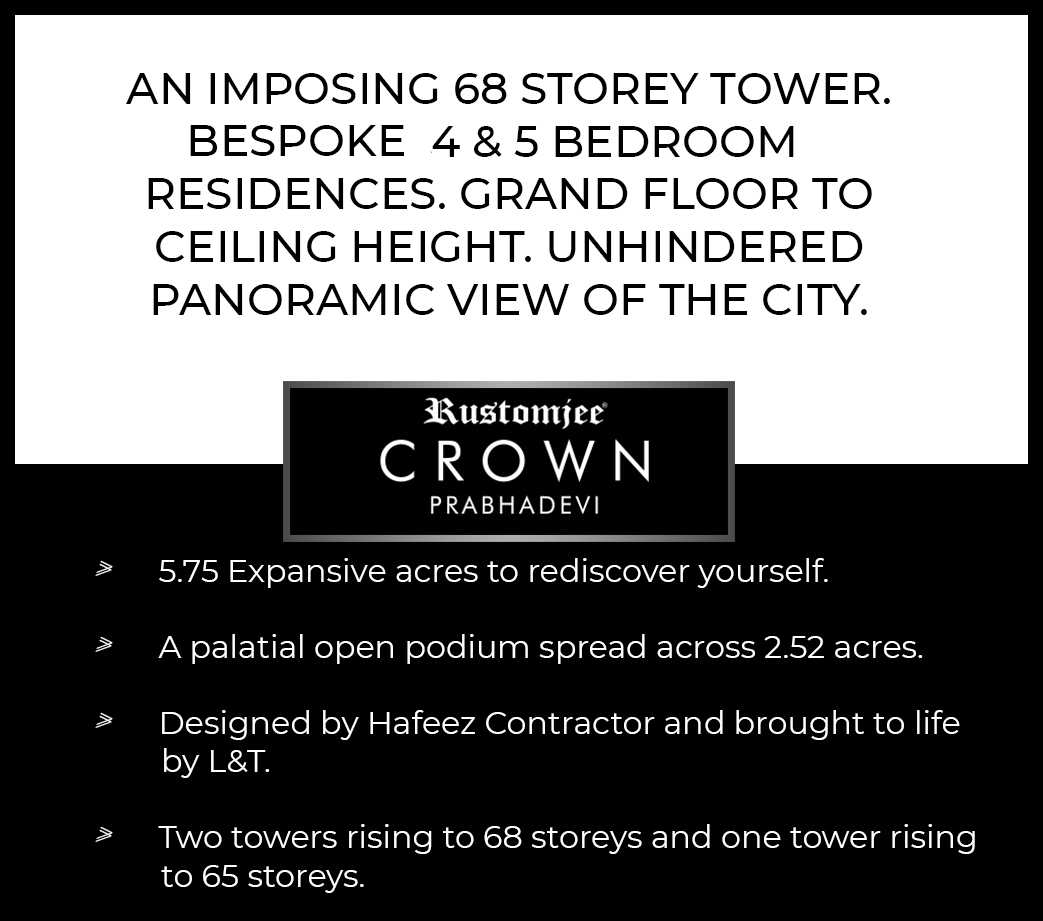 AN IMPOSING 68 STOREY TOWER.
BESPOKE 4 & 5 BEDROOM
RESIDENCES. GRAND FLOOR TO
CEILING HEIGHT. UNHINDERED
PANORAMIC VIEW OF THE CITY.
Rustomjee®
CROWN
PRABHADEVI
⪢ 5.75 Expansive acres to rediscover yourself.
⪢ A palatial open podium spread across 2.52 acres.
⪢ Designed by Hafeez Contractor and brought to life
by L&T.
⪢ Two towers rising to 68 storeys and one tower rising
to 65 storeys.